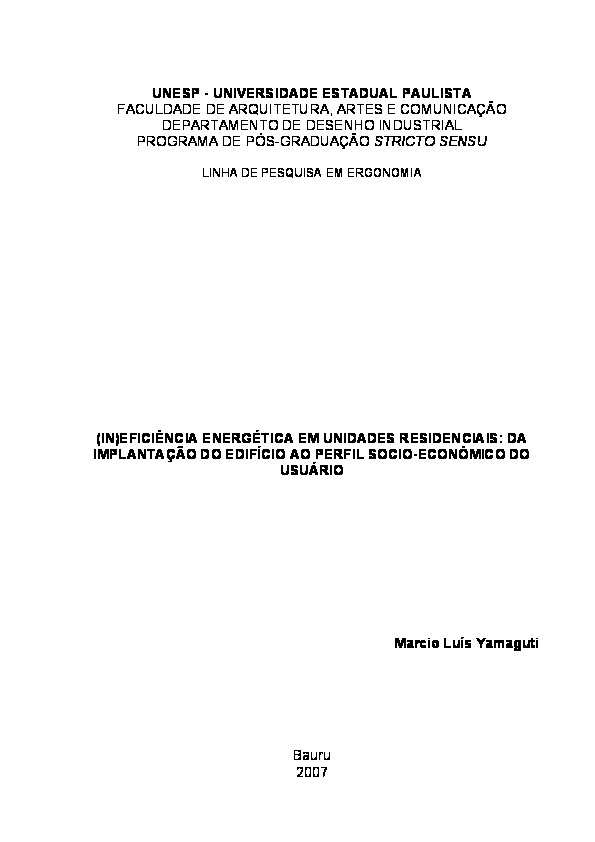 UNESP - UNIVERSIDADE ESTADUAL PAULISTA
FACULDADE DE ARQUITETURA, ARTES E COMUNICAÇÃO
DEPARTAMENTO DE DESENHO INDUSTRIAL
PROGRAMA DE PÓS-GRADUAÇÃO STRICTO SENSU
LINHA DE PESQUISA EM ERGONOMIA
(IN)EFICIÊNCIA ENERGÉTICA EM UNIDADES RESIDENCIAIS: DA
IMPLANTAÇÃO DO EDIFÍCIO AO PERFIL SOCIO-ECONÔMICO DO
USUÁRIO
Marcio Luís Yamaguti
Bauru
2007